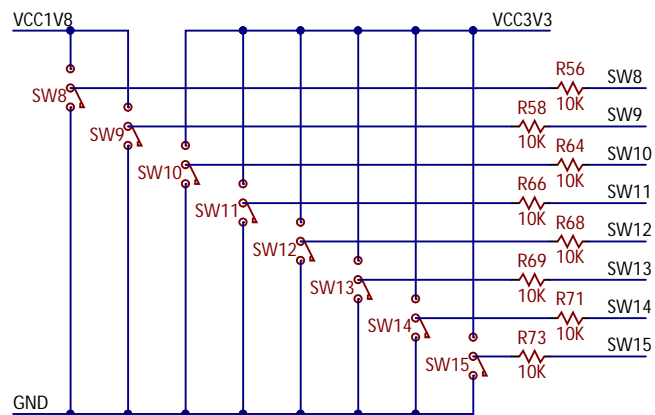 VCC1V8
VCC3V3
R56
SW8
SW8
10K
R58
SW9
SW9
10K
R64
SW10
SW10
10K
R66
SW11
SW11
10K
R68
SW12
SW12
10K
R69
SW13
SW13
10K
R71
SW14
SW14
10K
R73
SW15
SW15
10K
GND